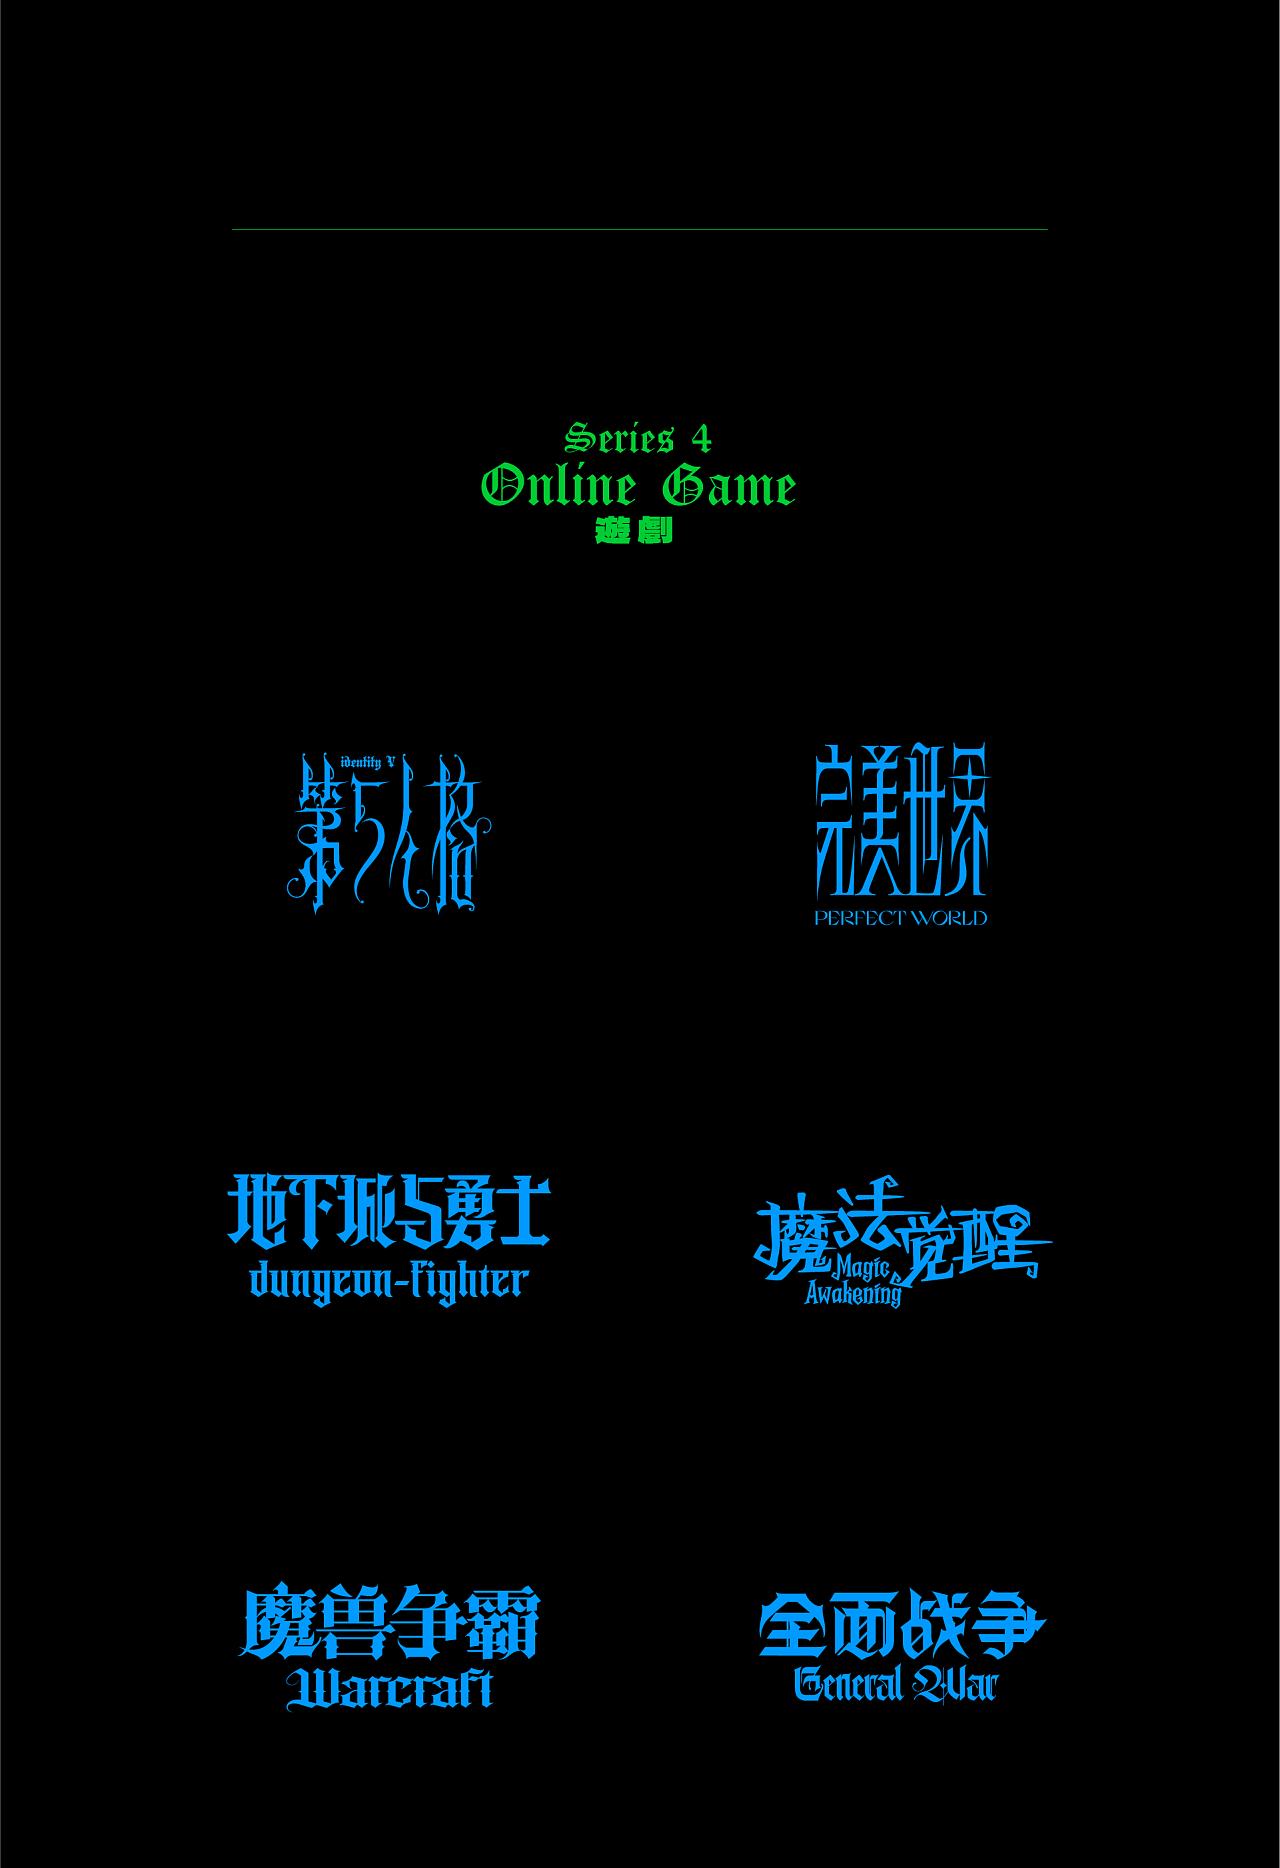 Series 4
Online Game
遊劇
identity V
第5人格
完美世界
PERFECT WORLD
地下城与勇士
dungeon-fighter
魔法觉醒
Magic
Awakening
魔兽争霸
Warcraft
全面战争
General War